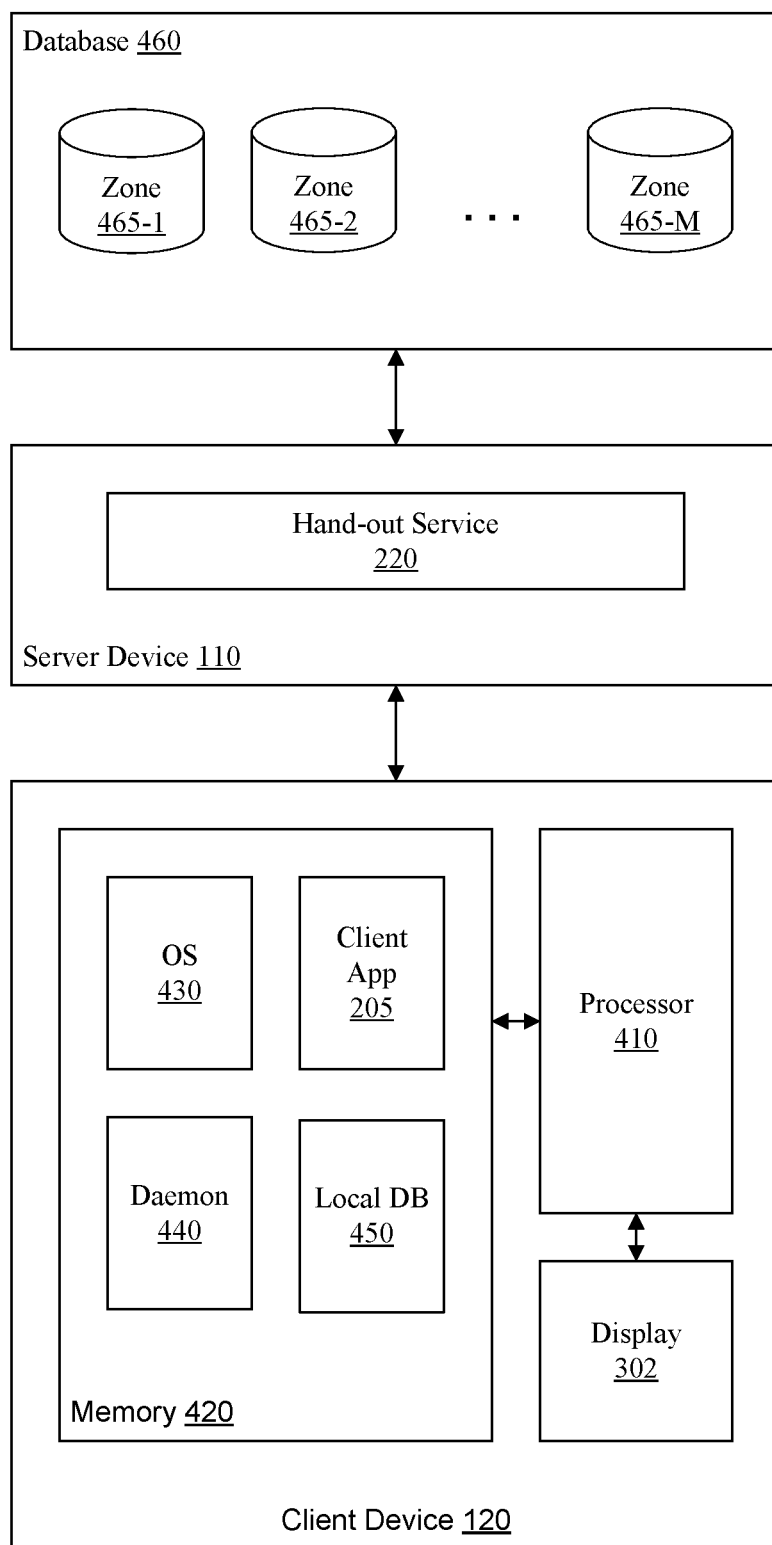 Database 460
Zone
465-1
Zone
465-2
. . .
Zone
465-M
Hand-out Service
220
Server Device 110
OS
430
Client
App
205
Processor
410
Daemon
440
Local DB
450
Display
302
Memory 420
Client Device 120